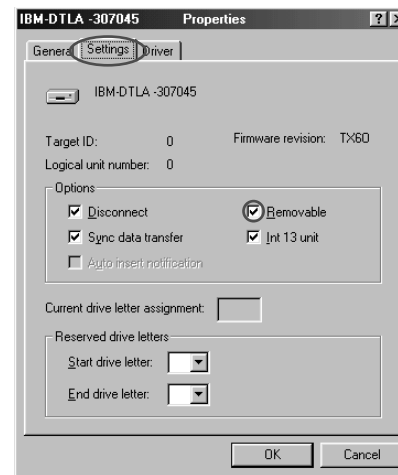 IBM-DTLA -307045 Properties ? X
General Settings Driver
IBM-DTLA -307045
Target ID: 0 Firmware revision: TX60
Logical unit number: 0
Options
Disconnect Removable
Sync data transfer Int 13 unit
Auto insert notification
Current drive letter assignment:
Reserved drive letters
Start drive letter:
End drive letter:
OK Cancel